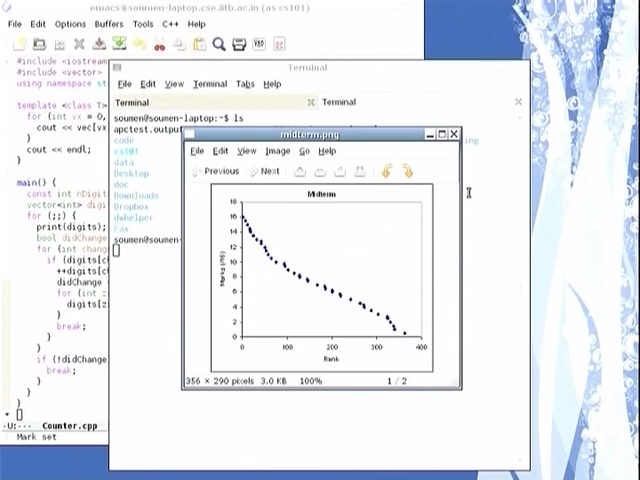 emacs@soumen-laptop.cse.iitb.ac.in (as cs101)
File Edit Options Buffers Tools C++ Help
#include <iostream
#include <vector>
using namespace st
template <class T>
for (int vx = 0,
cout << vec[vx
}
cout << endl;
}
main() {
const int nDigit
vector<int> digi
for (;;) {
print(digits);
bool didChange
for (int chang
if (digits[c
++digits[c
didChange
for (int z
digits[z
}
break;
}
}
if (!didChange
break;
}
}
}
-U:--- Counter.cpp
Mark set
Terminal
File Edit View Terminal Tabs Help
Terminal Terminal
soumen@soumen-laptop:~$ ls
apctest.outpu
code
cs101
data
Desktop
doc
Downloads
Dropbox
dwhelper
Fax
soumen@soumen-
ing
midterm.png
File Edit View Image Go Help
Previous Next
Midterm
18
16
14
12
10
8
6
4
2
0
0 100 200 300 400
Rank
356 × 290 pixels 3.0 KB 100% 1 / 2